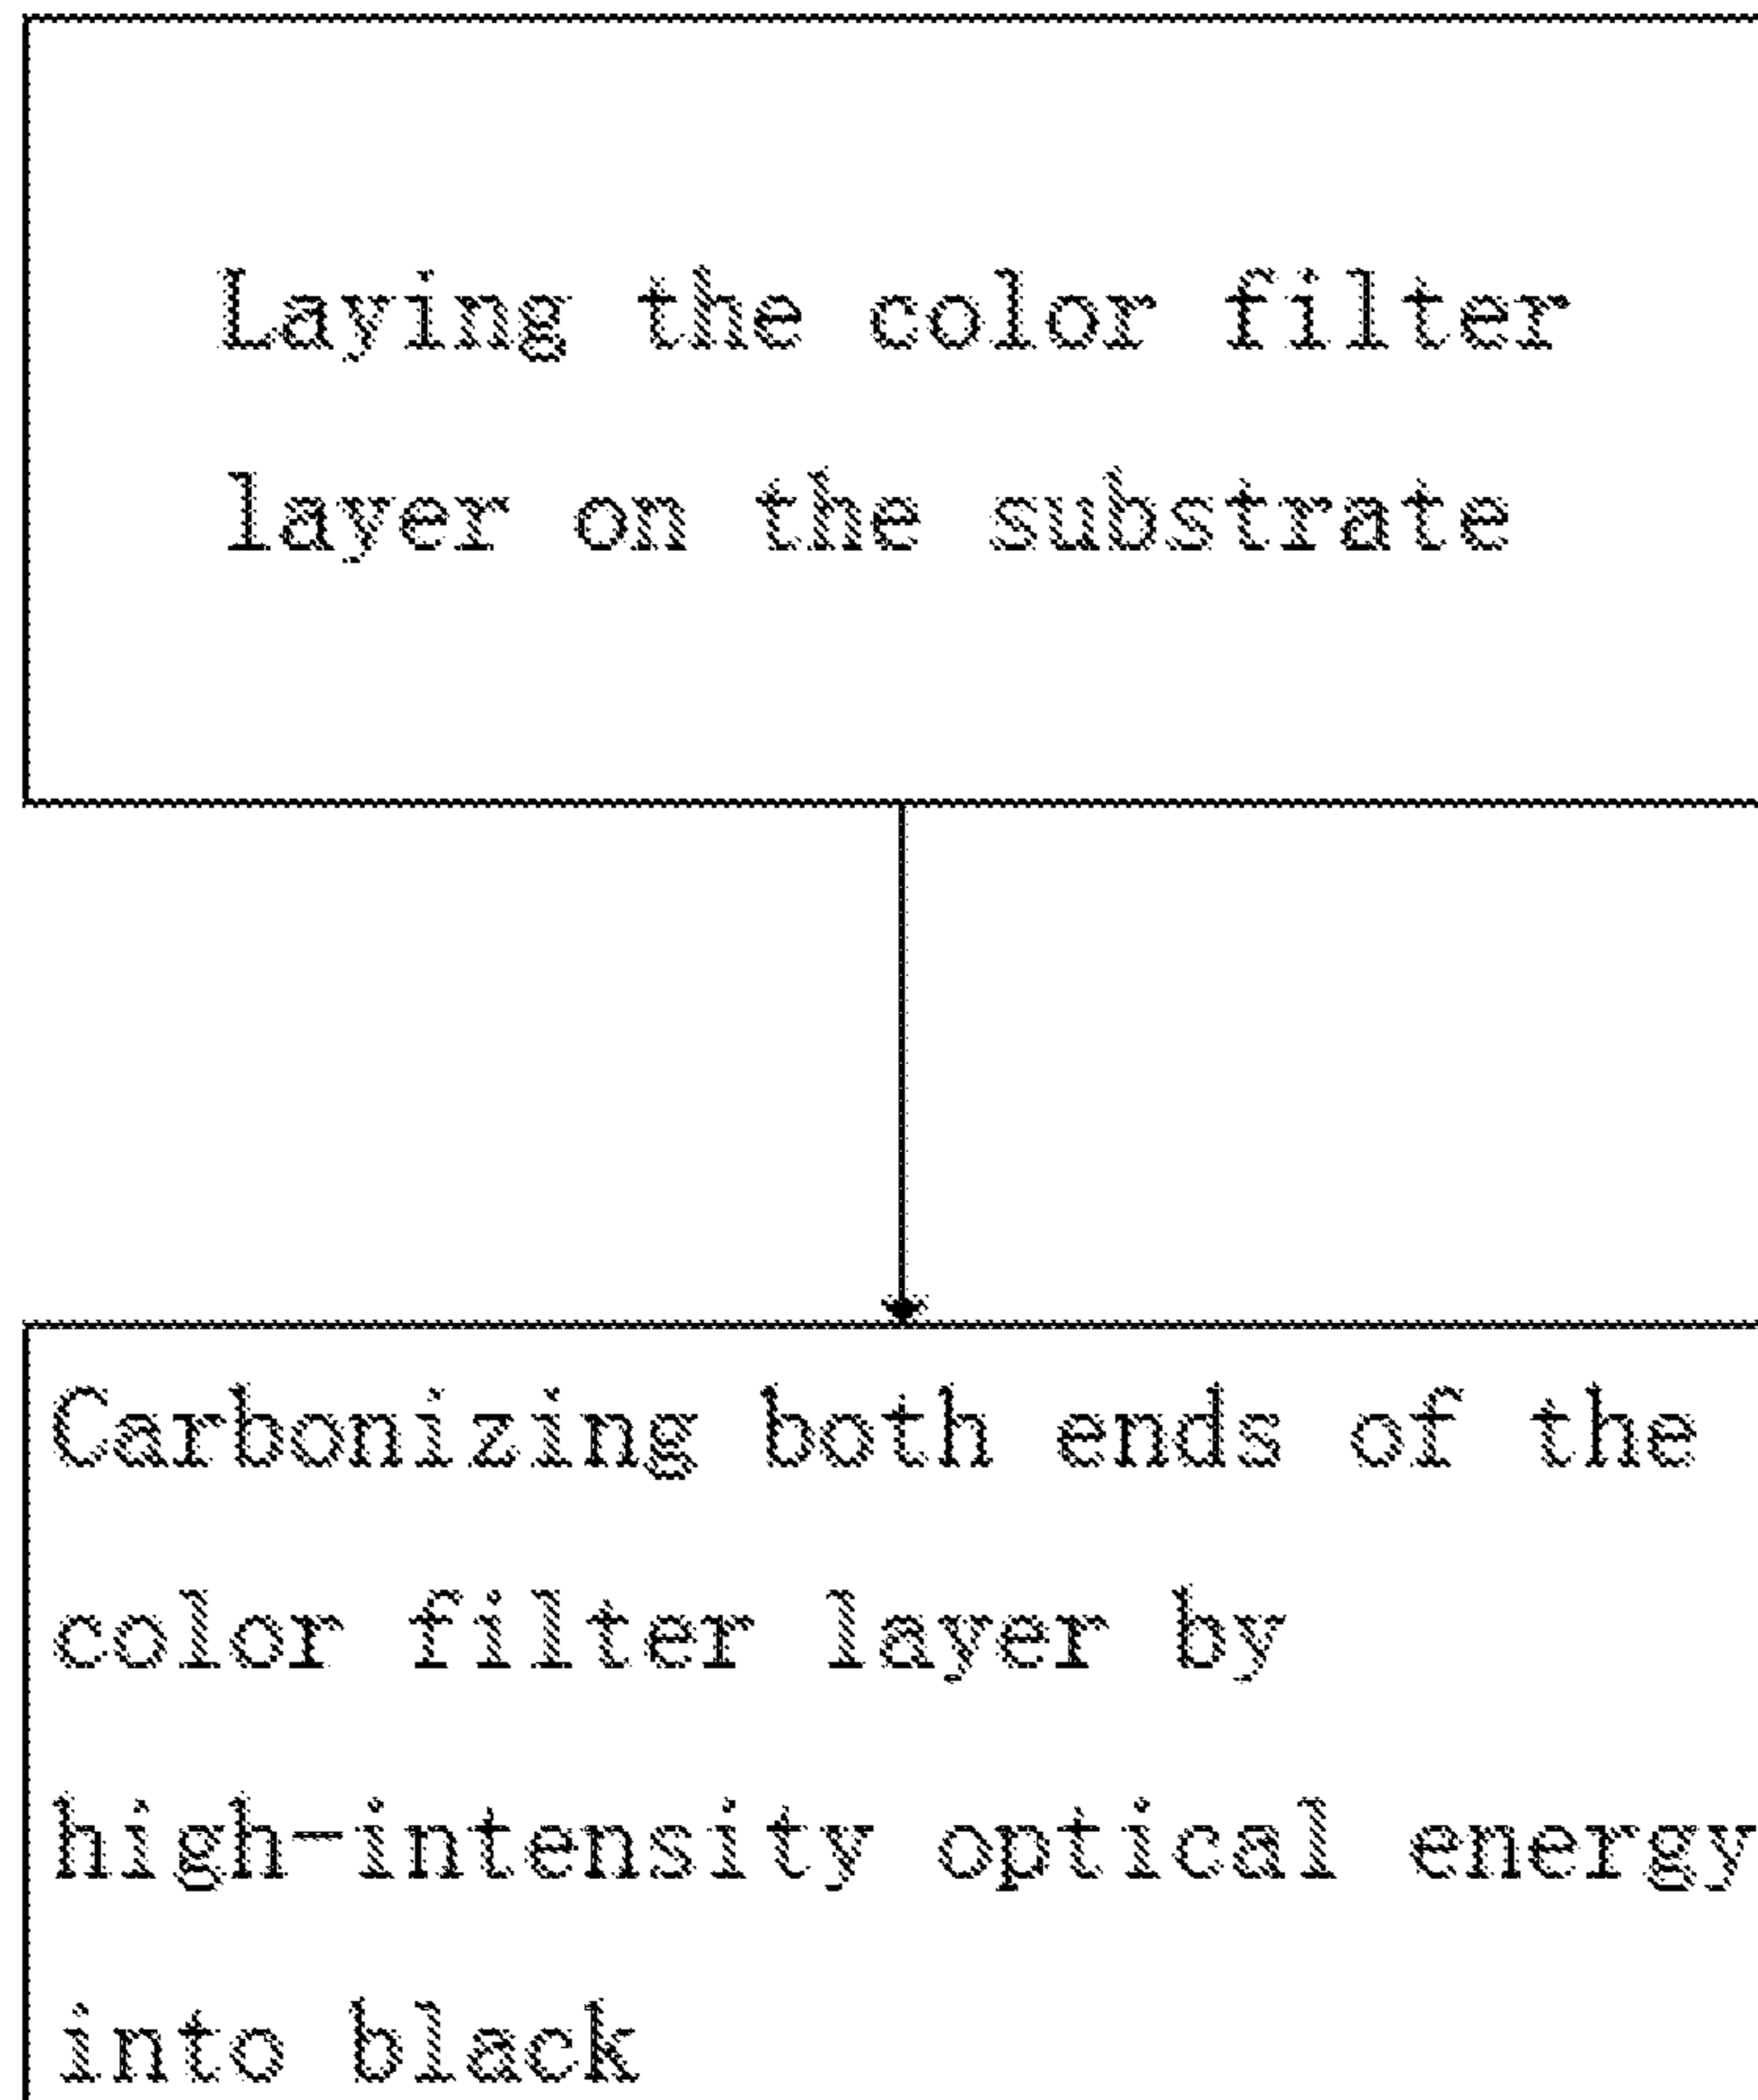 Laying the color filter
layer on the substrate
Carbonizing both ends of the
color filter layer by
high-intensity optical energy
into black